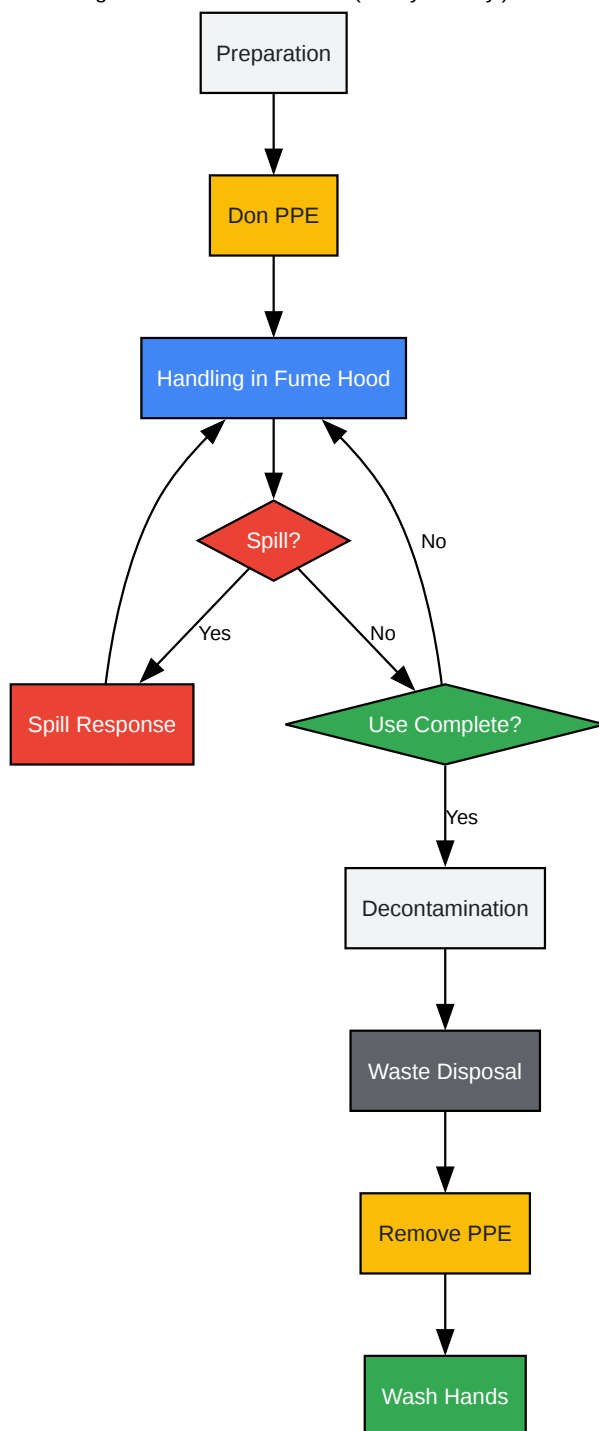 Preparation
Don PPE
Handling in Fume Hood
Spill?
No
Yes
No
Spill Response
Use Complete?
Yes
Decontamination
Waste Disposal
Remove PPE
Wash Hands